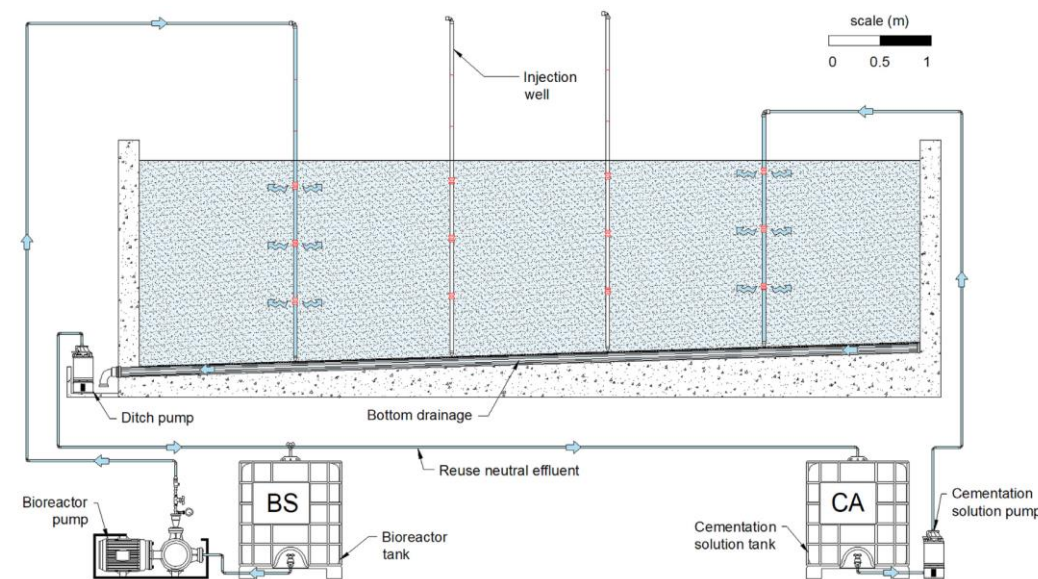 scale (m)
0 0.5 1
Injection
well
Ditch pump
Bottom drainage
Reuse neutral effluent
Bioreactor
pump
BS
Bioreactor
tank
CA
Cementation
solution tank
Cementation
solution pump